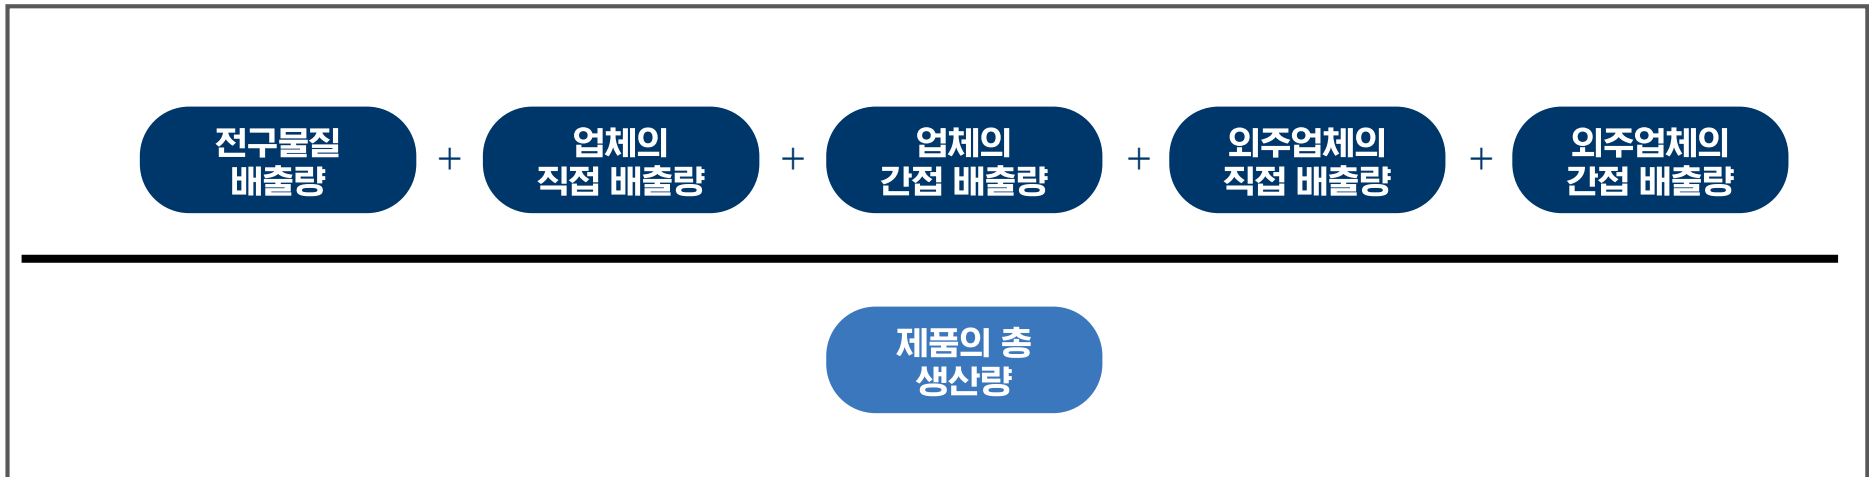 전구물질
배출량
+
업체의
직접 배출량
+
업체의
간접 배출량
+
외주업체의
직접 배출량
+
외주업체의
간접 배출량
제품의 총
생산량